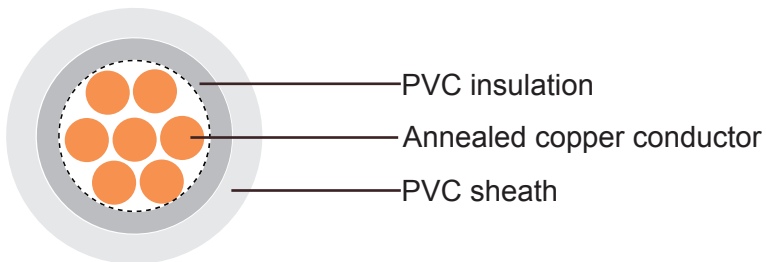 PVC insulation
Annealed copper conductor
PVC sheath